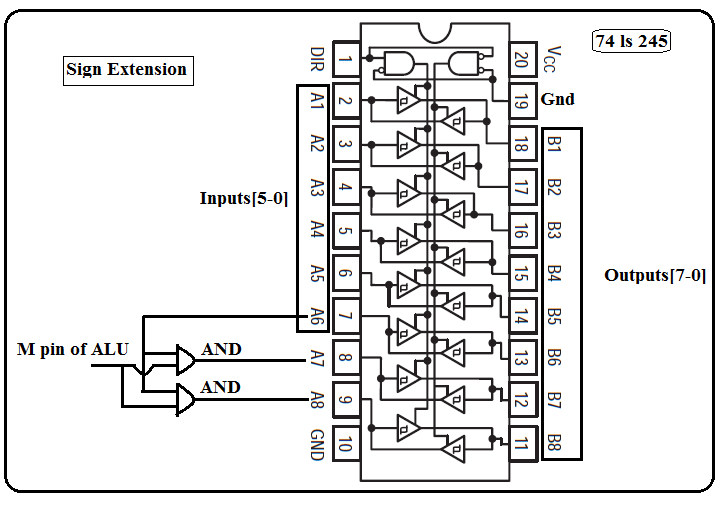 74 ls 245
Sign Extension
DIR 1
20 VCC
A1 2
19 Gnd
A2 3
18 B1
A3 4
17 B2
Inputs[5-0]
A4 5
16 B3
A5 6
15 B4
Outputs[7-0]
A6 7
14 B5
M pin of ALU
AND
A7 8
13 B6
AND
A8 9
12 B7
GND 10
11 B8